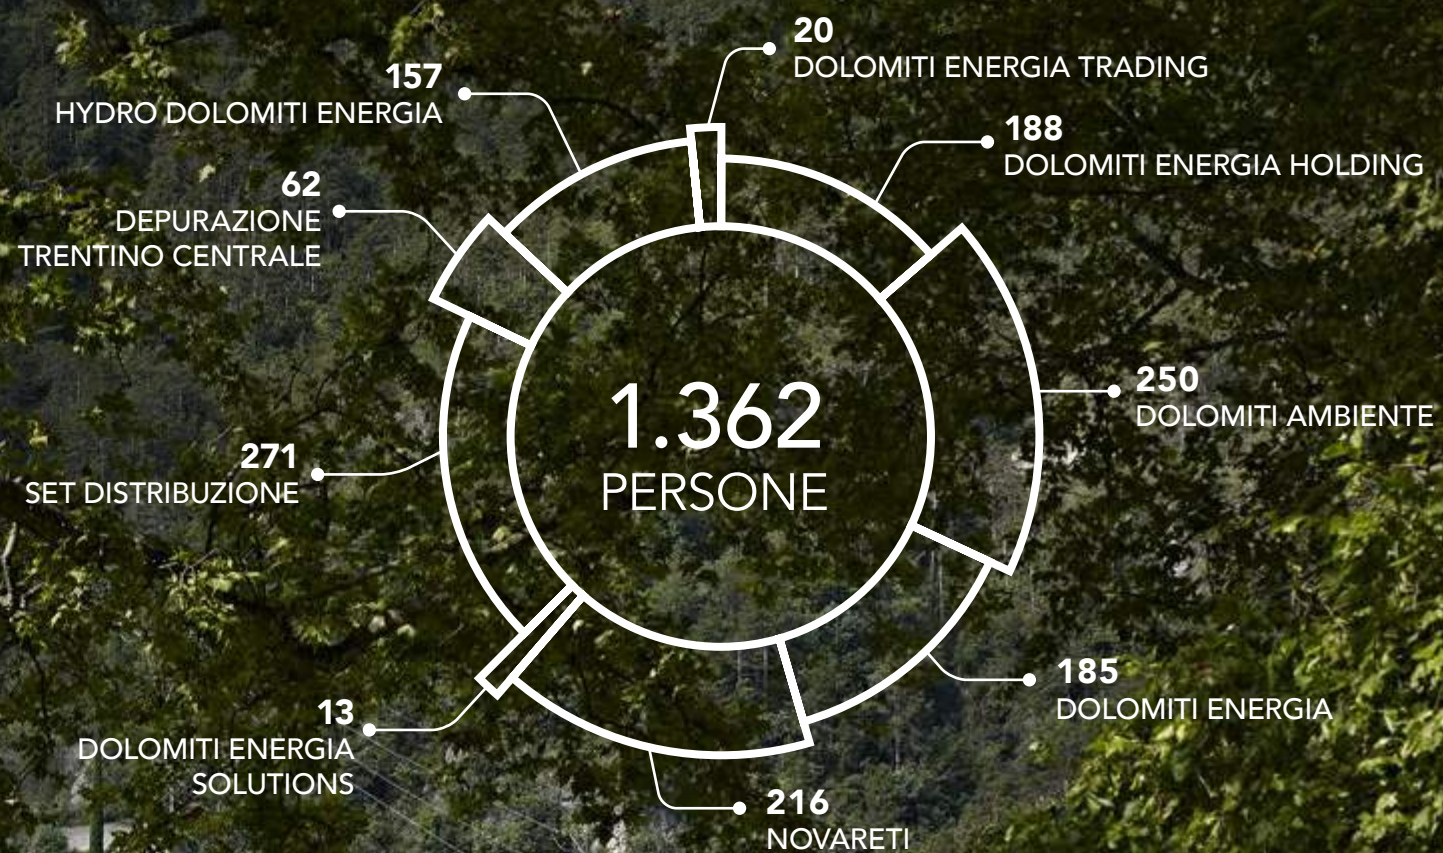 20
DOLOMITI ENERGIA TRADING
188
DOLOMITI ENERGIA HOLDING
250
DOLOMITI AMBIENTE
185
DOLOMITI ENERGIA
216
NOVARETI
13
DOLOMITI ENERGIA
SOLUTIONS
271
SET DISTRIBUZIONE
62
DEPURAZIONE
TRENTINO CENTRALE
157
HYDRO DOLOMITI ENERGIA
1.362
PERSONE